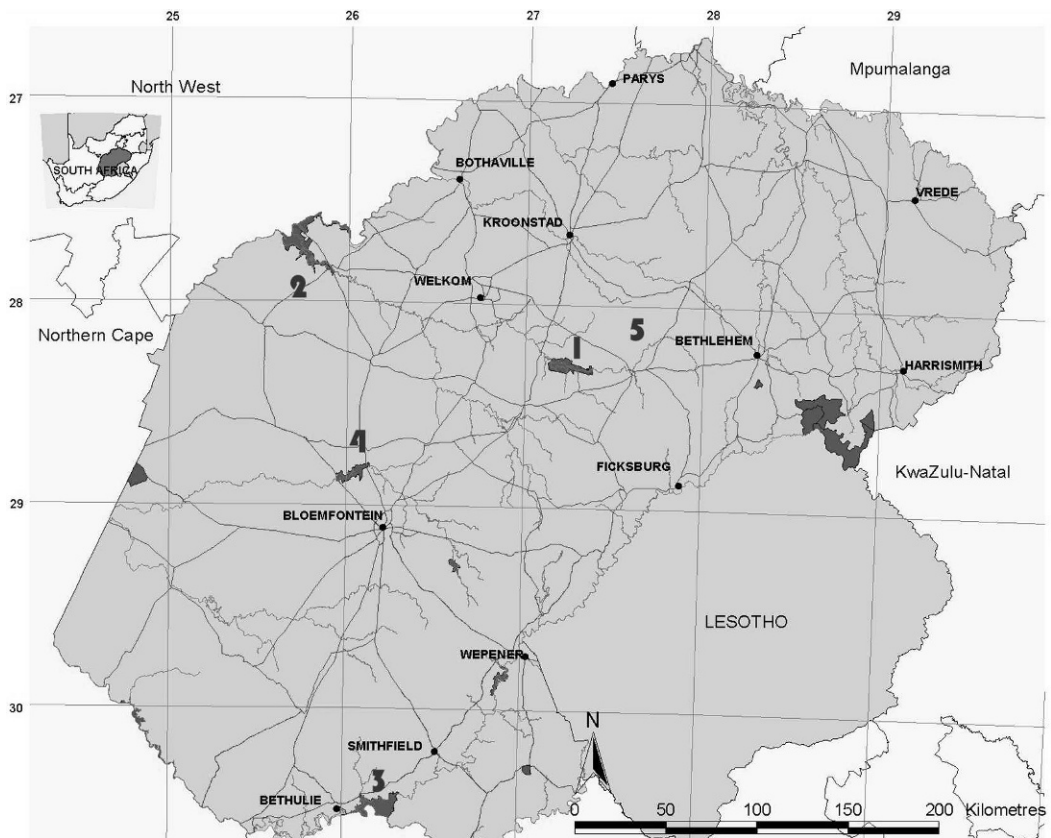 25 26 27 28 29
PARYS
Mpumalanga
North West
27
SOUTH AFRICA
BOTHAVILLE
VREDE
KROONSTAD
WELKOM
2
28
5
Northern Cape
BETHLEHEM
1
HARRISMITH
4
FICKSBURG
KwaZulu-Natal
29
BLOEMFONTEIN
LESOTHO
WEPENER
30
N
SMITHFIELD
3
BETHULIE
0 50 100 150 200 Kilometres